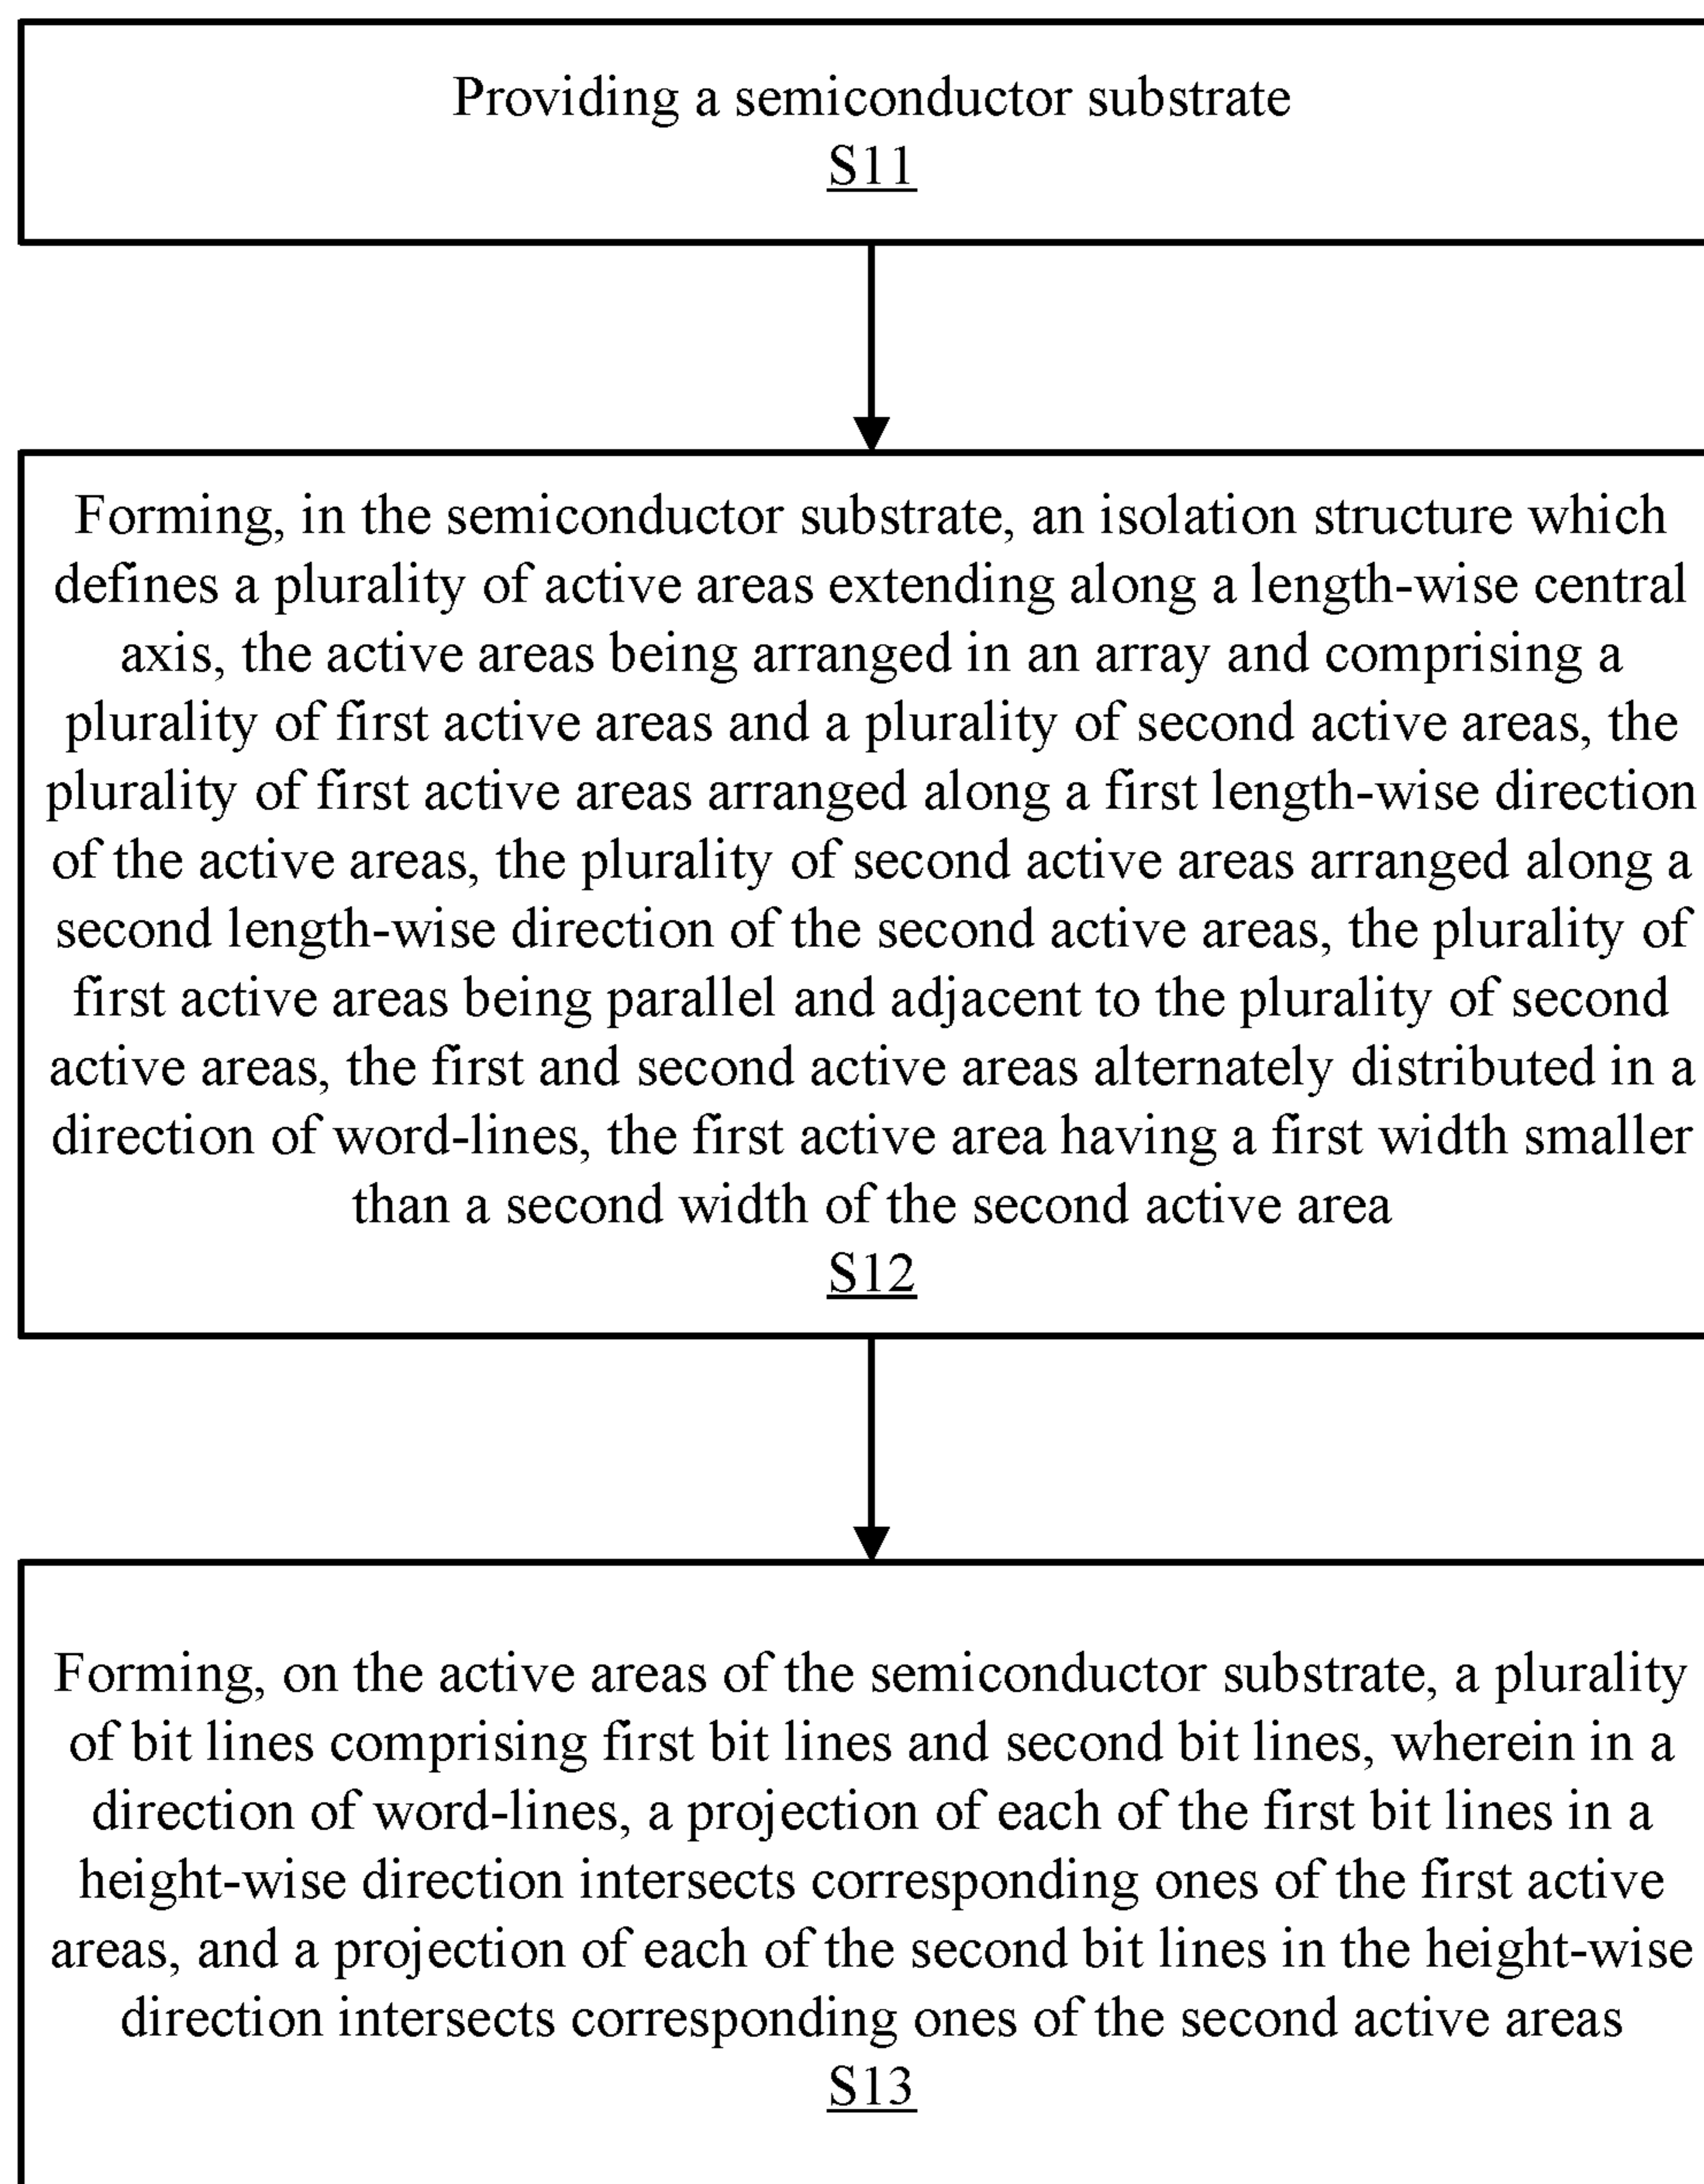 Providing a semiconductor substrate
S11
Forming, in the semiconductor substrate, an isolation structure which
defines a plurality of active areas extending along a length-wise central
axis, the active areas being arranged in an array and comprising a
plurality of first active areas and a plurality of second active areas, the
plurality of first active areas arranged along a first length-wise direction
of the active areas, the plurality of second active areas arranged along a
second length-wise direction of the second active areas, the plurality of
first active areas being parallel and adjacent to the plurality of second
active areas, the first and second active areas alternately distributed in a
direction of word-lines, the first active area having a first width smaller
than a second width of the second active area
S12
Forming, on the active areas of the semiconductor substrate, a plurality
of bit lines comprising first bit lines and second bit lines, wherein in a
direction of word-lines, a projection of each of the first bit lines in a
height-wise direction intersects corresponding ones of the first active
areas, and a projection of each of the second bit lines in the height-wise
direction intersects corresponding ones of the second active areas
S13